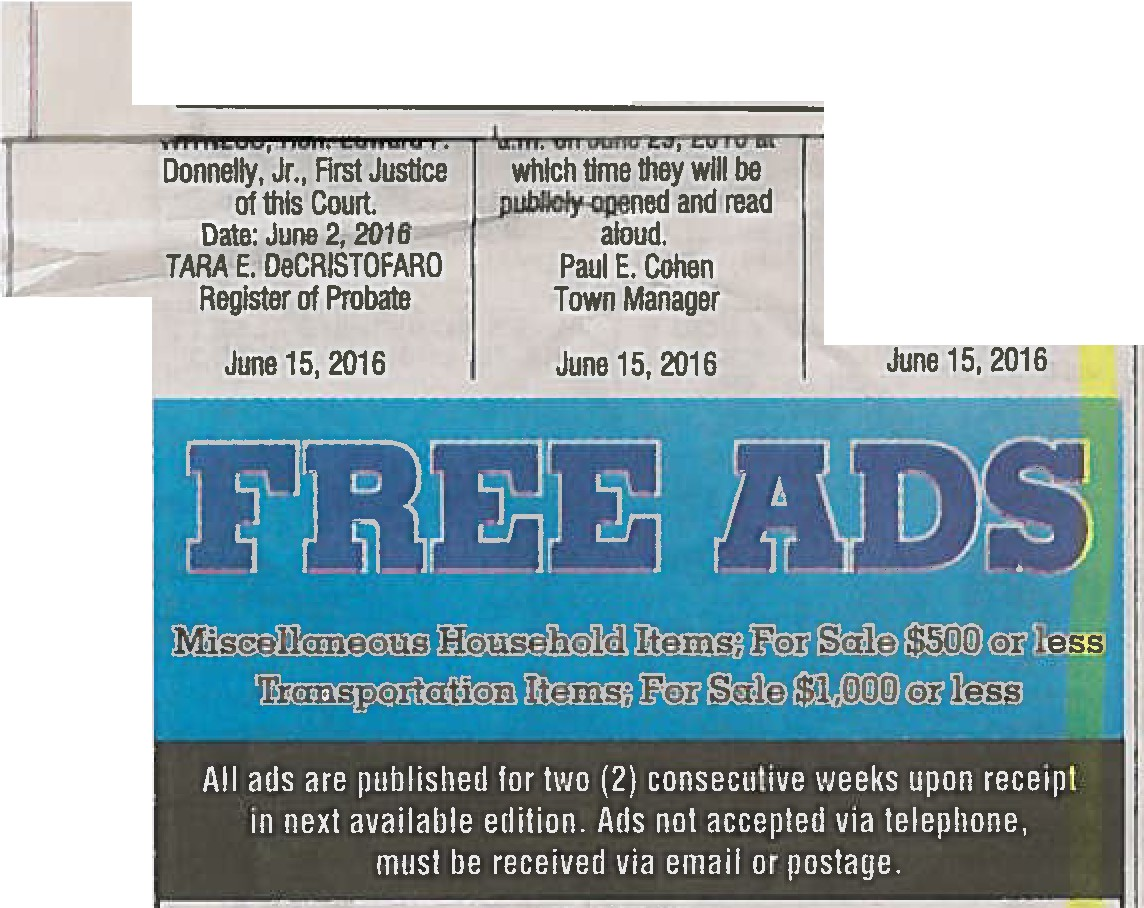 WITNESS, Hon. Edward F.
Donnelly, Jr., First Justice
of this Court.
Date: June 2, 2016
TARA E. DeCRISTOFARO
Register of Probate
June 15, 2016
which time they will be
publicly opened and read
aloud.
Paul E. Cohen
Town Manager
June 15, 2016
June 15, 2016
FREE ADS
Miscellaneous Household Items; For Sale $500 or less
Transportation Items; For Sale $1,000 or less
All ads are published for two (2) consecutive weeks upon receipt
in next available edition. Ads not accepted via telephone,
must be received via email or postage.